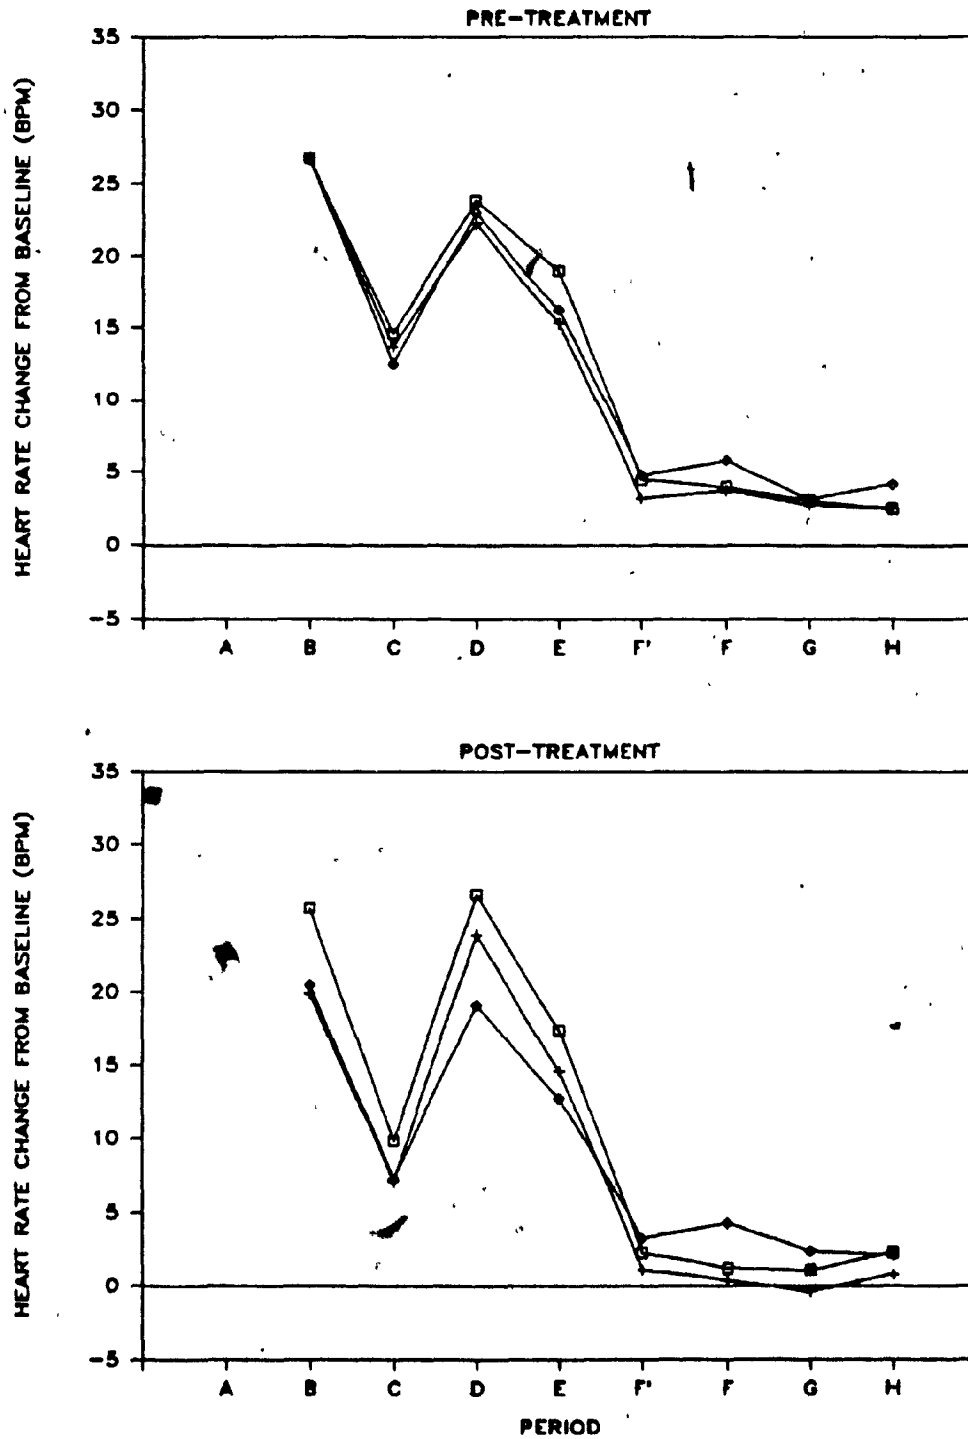 PRE-TREATMENT
HEART RATE CHANGE FROM BASELINE (BPM)
35
30
25
20
15
10
5
0
-5
A B C D E F' F G H
POST-TREATMENT
HEART RATE CHANGE FROM BASELINE (BPM)
35
30
25
20
15
10
5
0
-5
A B C D E F' F G H
PERIOD